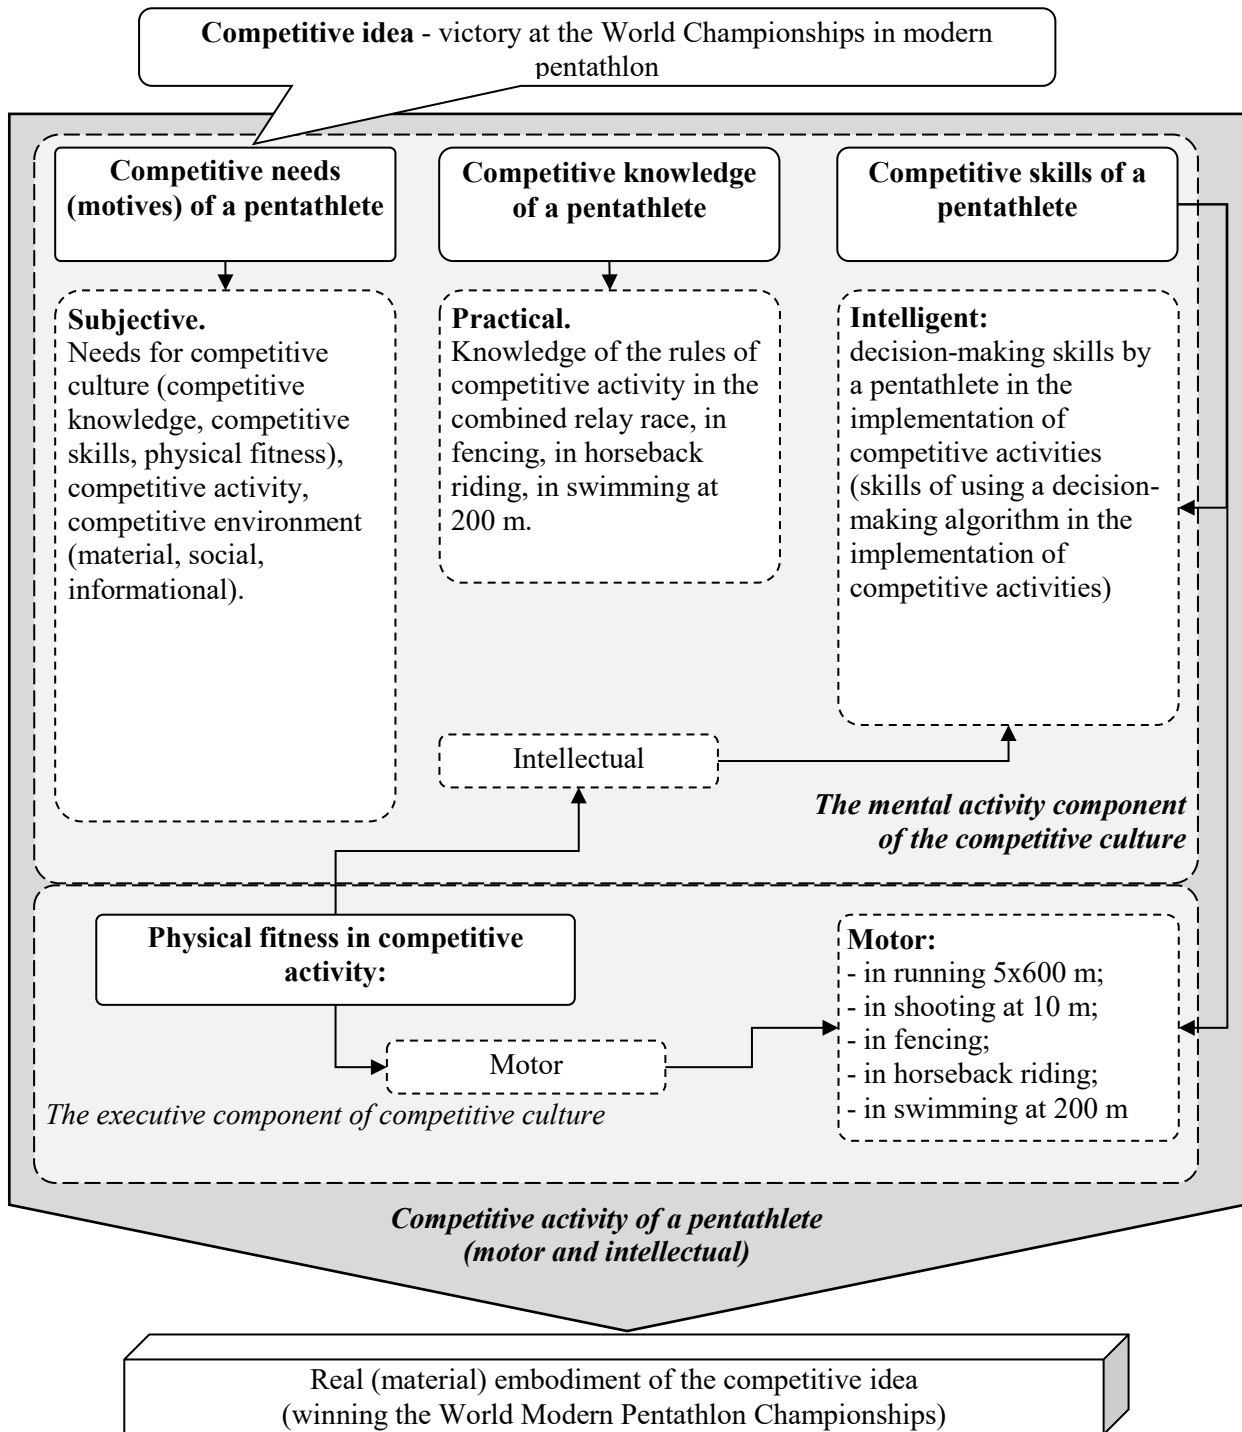 Competitive idea - victory at the World Championships in modern
pentathlon
Competitive needs
(motives) of a pentathlete
Competitive knowledge
of a pentathlete
Competitive skills of a
pentathlete
Subjective.
Needs for competitive
culture (competitive
knowledge, competitive
skills, physical fitness),
competitive activity,
competitive environment
(material, social,
informational).
Practical.
Knowledge of the rules of
competitive activity in the
combined relay race, in
fencing, in horseback
riding, in swimming at
200 m.
Intelligent:
decision-making skills by
a pentathlete in the
implementation of
competitive activities
(skills of using a decision-
making algorithm in the
implementation of
competitive activities)
Intellectual
The mental activity component
of the competitive culture
Physical fitness in competitive
activity:
Motor
The executive component of competitive culture
Motor:
- in running 5x600 m;
- in shooting at 10 m;
- in fencing;
- in horseback riding;
- in swimming at 200 m
Competitive activity of a pentathlete
(motor and intellectual)
Real (material) embodiment of the competitive idea
(winning the World Modern Pentathlon Championships)